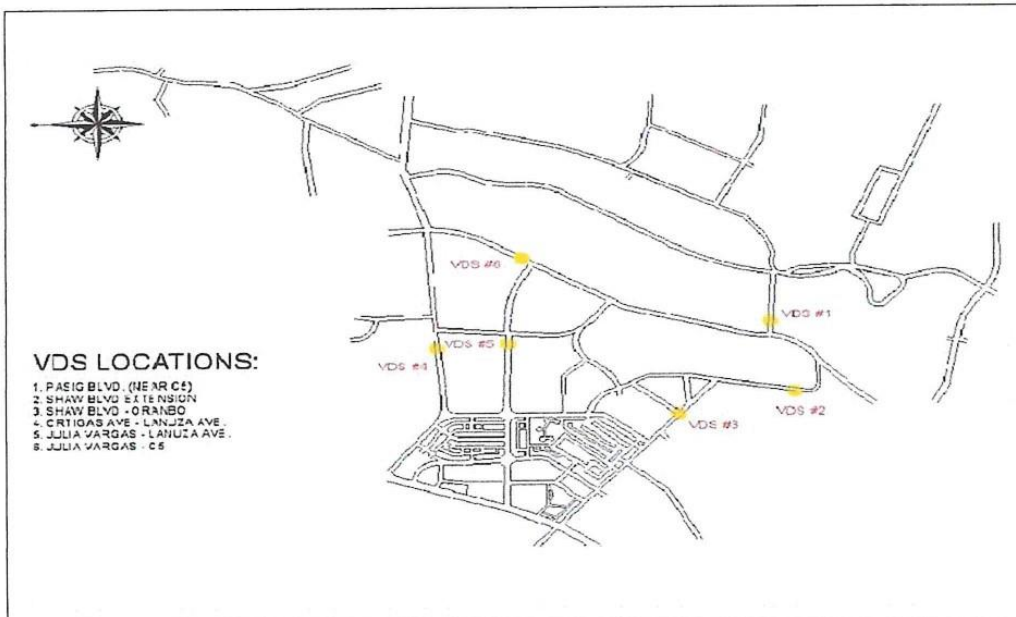 VDS #6
VDS #1
VDS #5
VDS #4
VDS #2
VDS #3
VDS LOCATIONS:
1. PASIG BLVD. (NEAR C5)
2. SHAW BLVD EXTENSION
3. SHAW BLVD - ORANBO
4. ORTIGAS AVE - LANUZA AVE.
5. JULIA VARGAS - LANUZA AVE.
6. JULIA VARGAS - C5